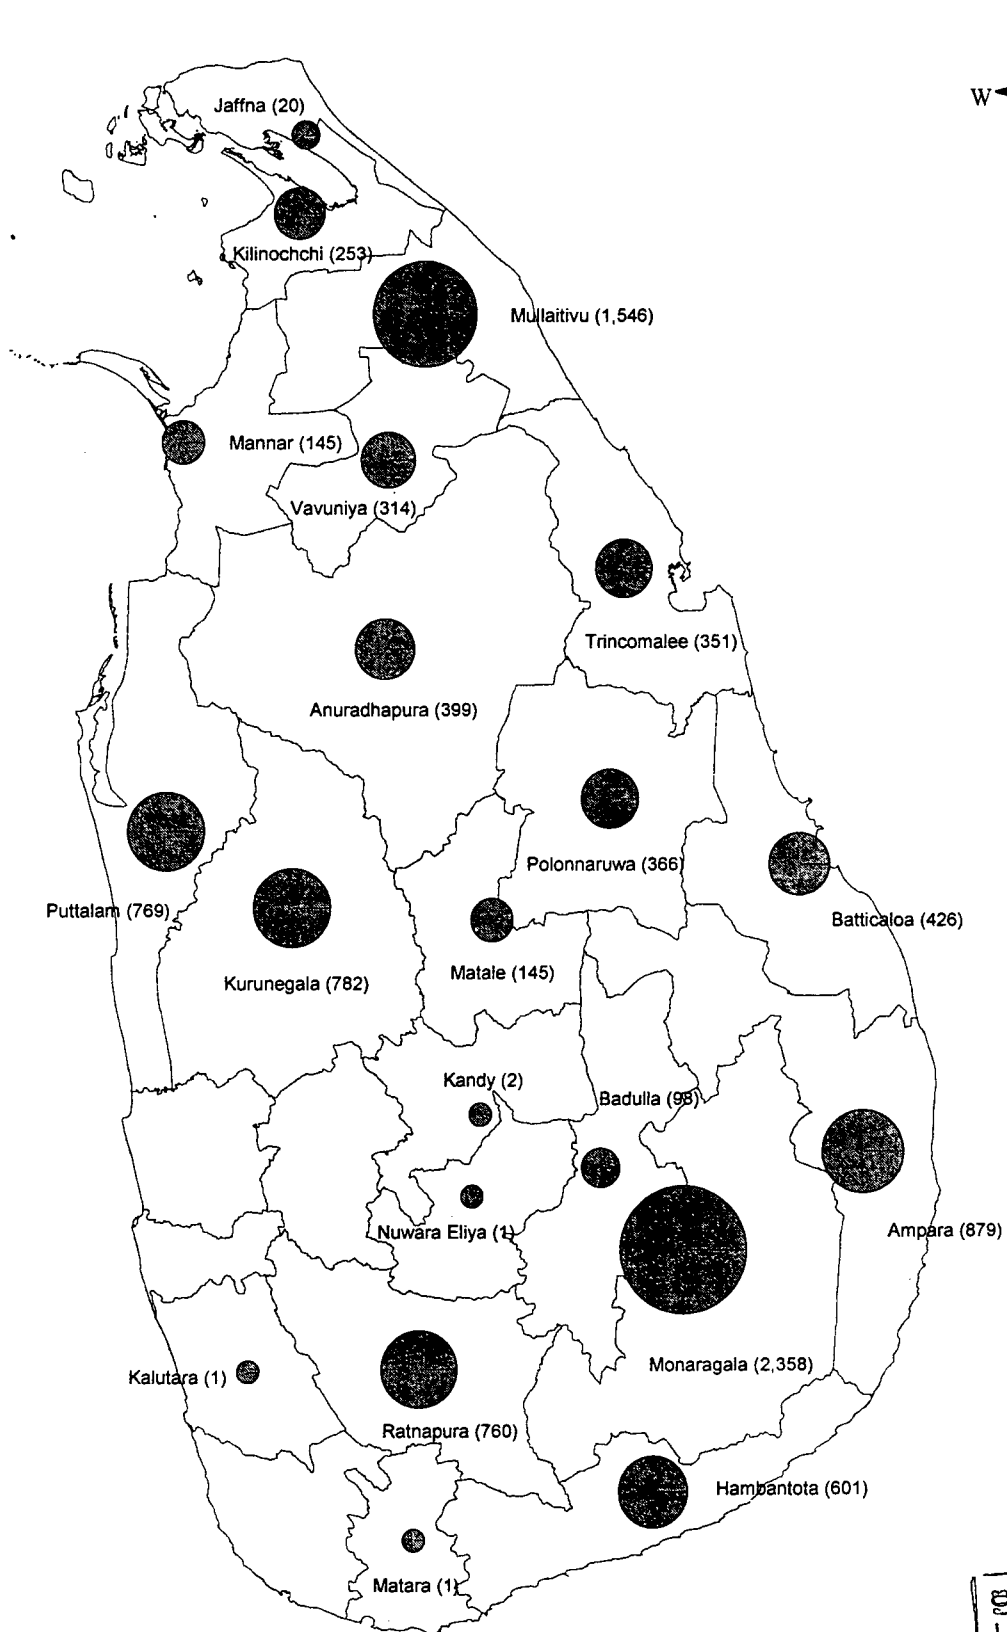 W
Jaffna (20)
Kilinochchi (253)
Mullaitivu (1,546)
Mannar (145)
Vavuniya (314)
Trincomalee (351)
Anuradhapura (399)
Polonnaruwa (366)
Puttalam (769)
Batticaloa (426)
Kurunegala (782)
Matale (145)
Kandy (2)
Badulla (98)
Nuwara Eliya (1)
Ampara (879)
Monaragala (2,358)
Kalutara (1)
Ratnapura (760)
Hambantota (601)
Matara (1)